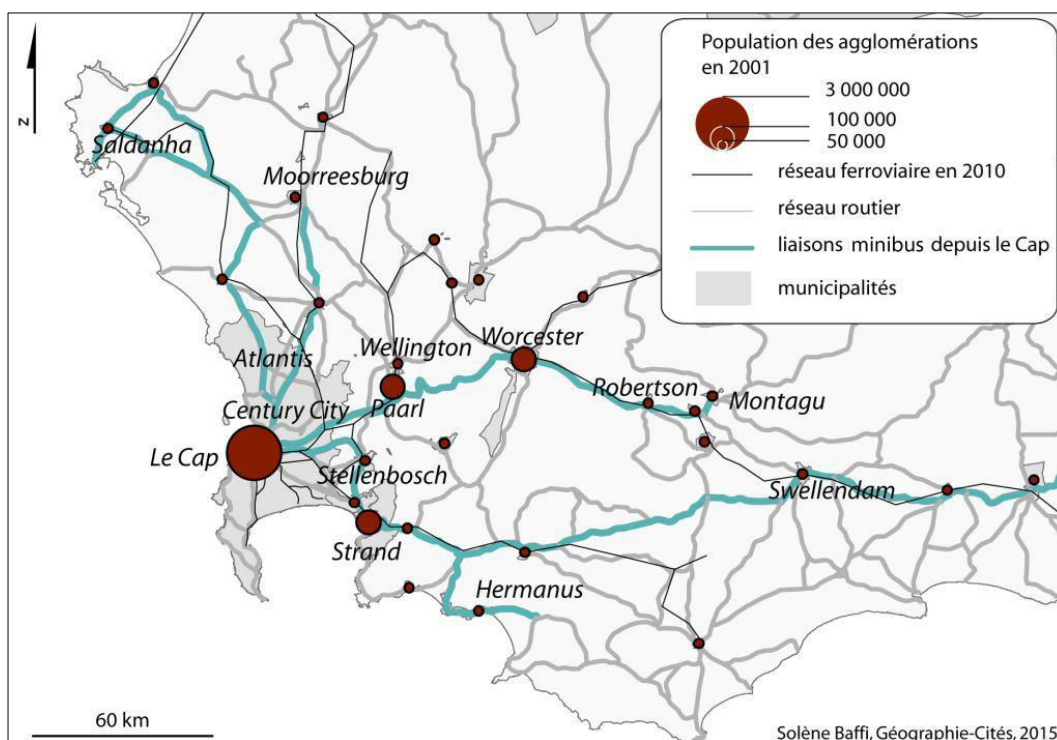 Population des agglomérations
en 2001
3 000 000
100 000
50 000
réseau ferroviaire en 2010
réseau routier
liaisons minibus depuis le Cap
municipalités
N
Saldanha
Moorreesburg
Atlantis
Wellington
Worcester
Century City
Paarl
Robertson
Montagu
Le Cap
Stellenbosch
Swellendam
Strand
Hermanus
60 km
Solène Baffi, Géographie-Cités, 2015